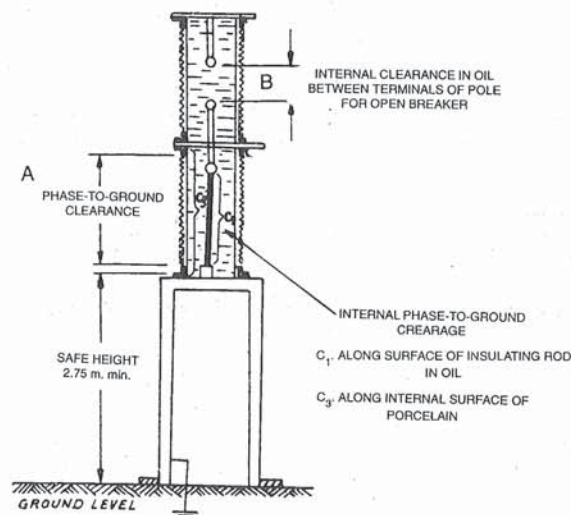 B
INTERNAL CLEARANCE IN OIL
BETWEEN TERMINALS OF POLE
FOR OPEN BREAKER
A
PHASE-TO-GROUND
CLEARANCE
SAFE HEIGHT
2.75 m. min.
INTERNAL PHASE-TO-GROUND
CREARAGE
C₁. ALONG SURFACE OF INSULATING ROD
IN OIL
C₃. ALONG INTERNAL SURFACE OF
PORCELAIN
GROUND LEVEL